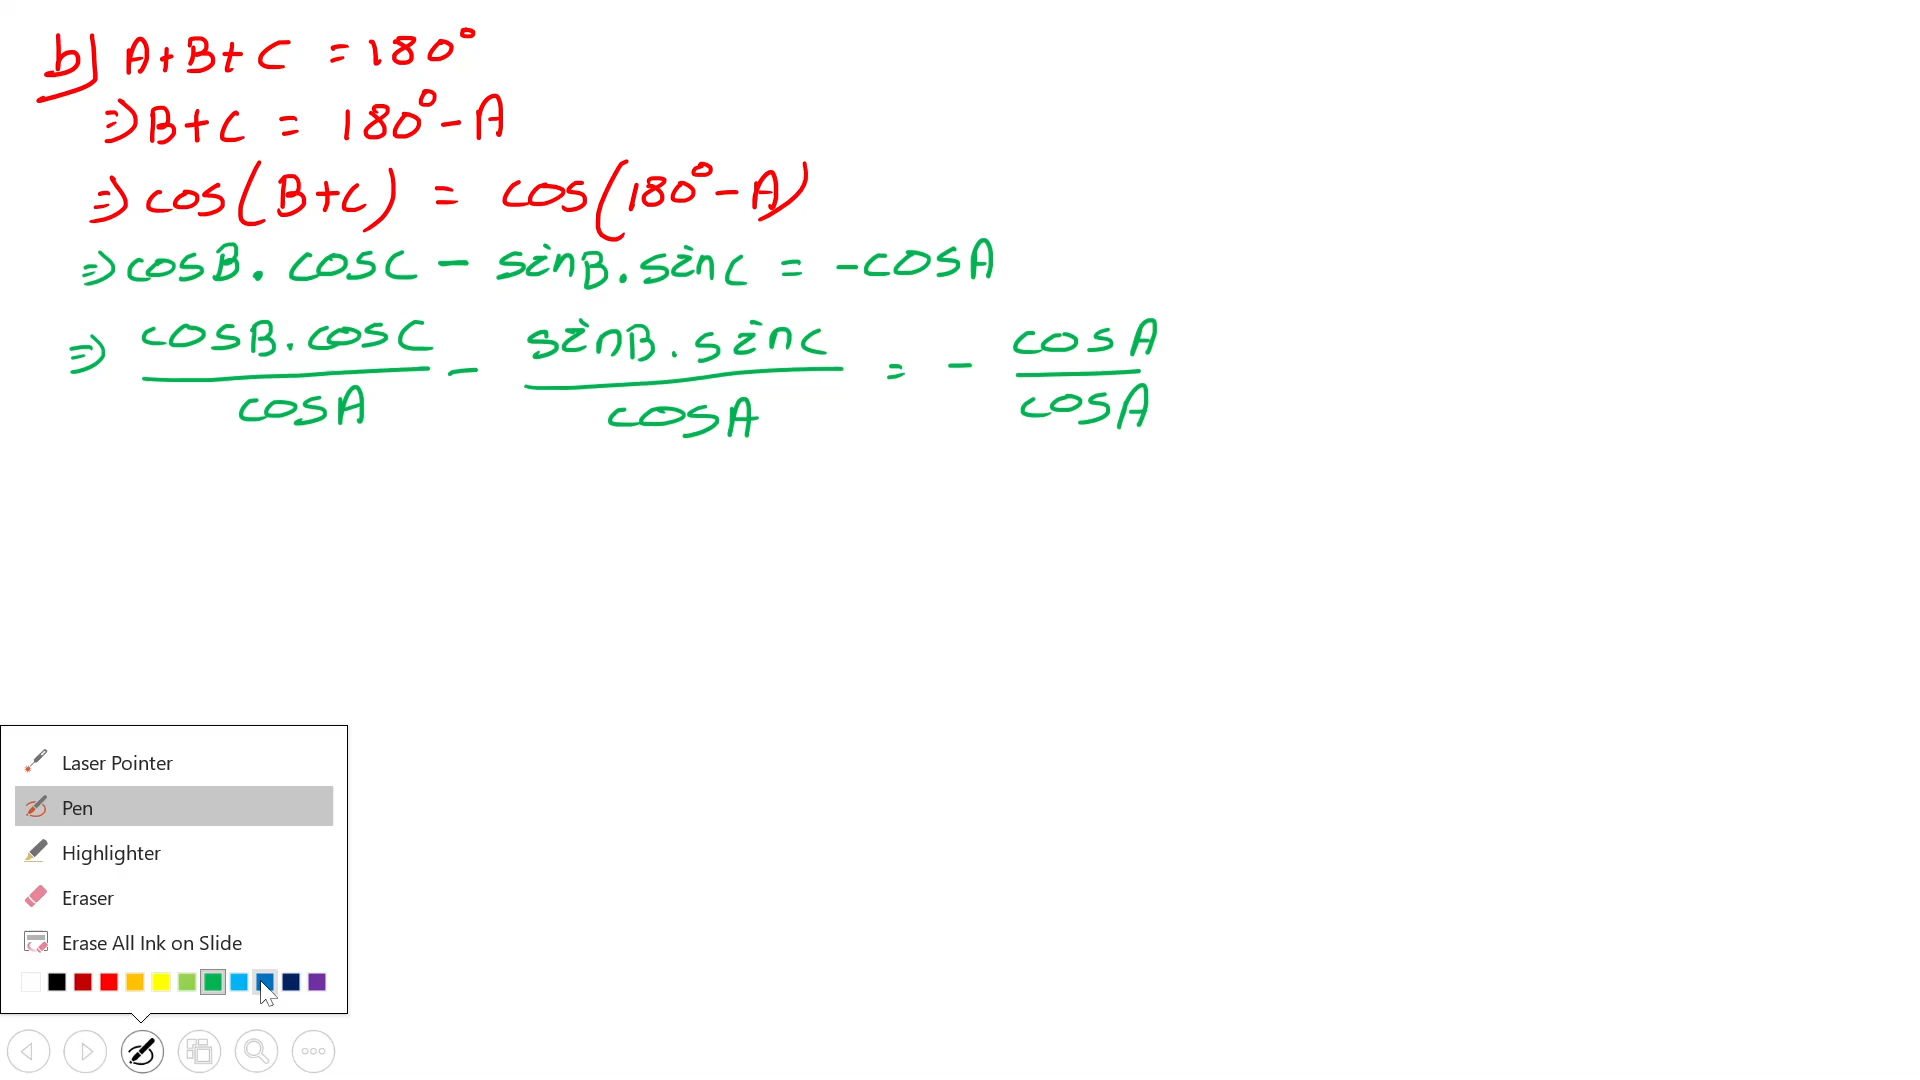 b) A+B+C = 180°
⇒ B+C = 180° - A
⇒ cos(B+C) = cos(180° - A)
⇒ cosB . cosC - sinB . sinC = -cosA
⇒ cosB . cosC / cosA - sinB . sinC / cosA = - cosA / cosA
Laser Pointer
Pen
Highlighter
Eraser
Erase All Ink on Slide